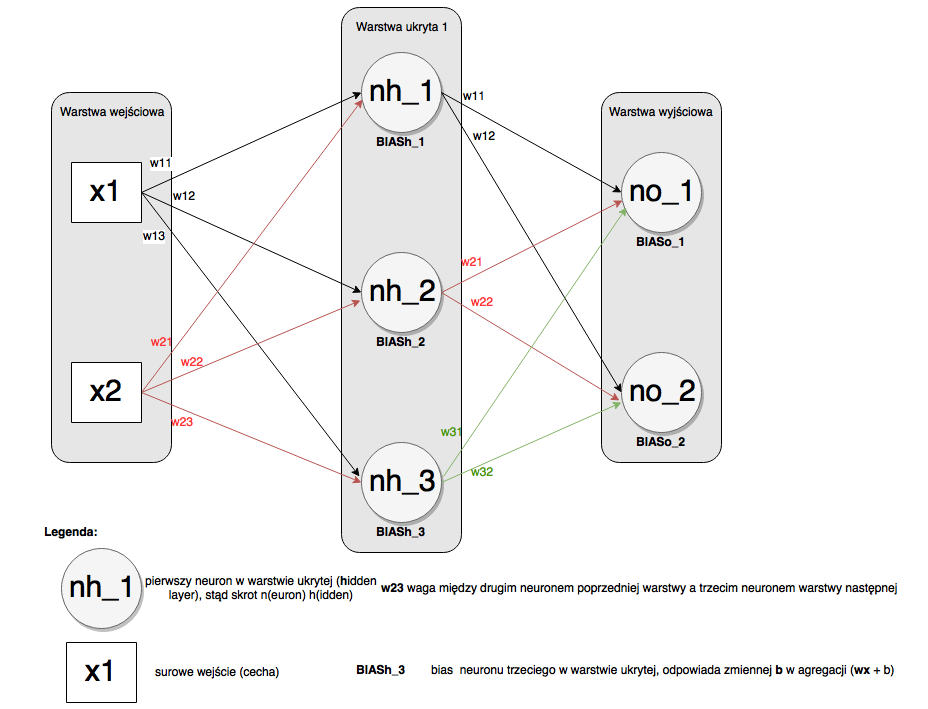 Warstwa ukryta 1
nh_1
BIASh_1
Warstwa wejściowa
Warstwa wyjściowa
w11
w12
x1
w11
w12
w13
no_1
BIASo_1
nh_2
BIASh_2
w21
w22
x2
w21
w22
w23
no_2
BIASo_2
w31
w32
nh_3
BIASh_3
Legenda:
nh_1
pierwszy neuron w warstwie ukrytej (hidden
layer), stąd skrot n(euron) h(idden)
w23 waga między drugim neuronem poprzedniej warstwy a trzecim neuronem warstwy następnej
x1
surowe wejście (cecha)
BIASh_3 bias neuronu trzeciego w warstwie ukrytej, odpowiada zmiennej b w agregacji (wx + b)